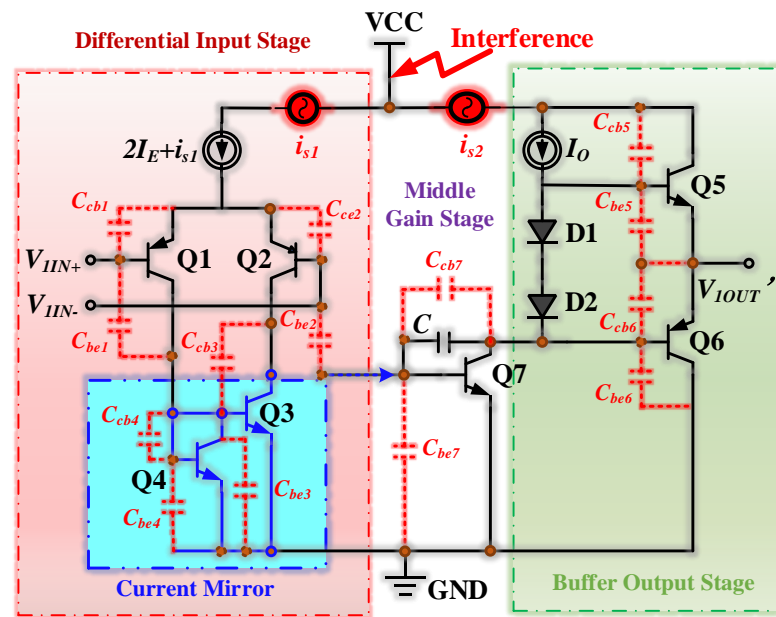 VCC
Differential Input Stage
Interference
is1
is2
2IE+is1
IO
Ccb5
Q5
Ccb1
Cce2
Middle
Gain Stage
Cbe5
D1
V1IN+
Q1
Q2
V1IN-
Ccb7
V1OUT'
Cbe1
Ccb3
Cbe2
C
D2
Ccb6
Q6
Q7
Ccb4
Q3
Cbe6
Q4
Cbe7
Cbe3
Cbe4
Current Mirror
GND
Buffer Output Stage